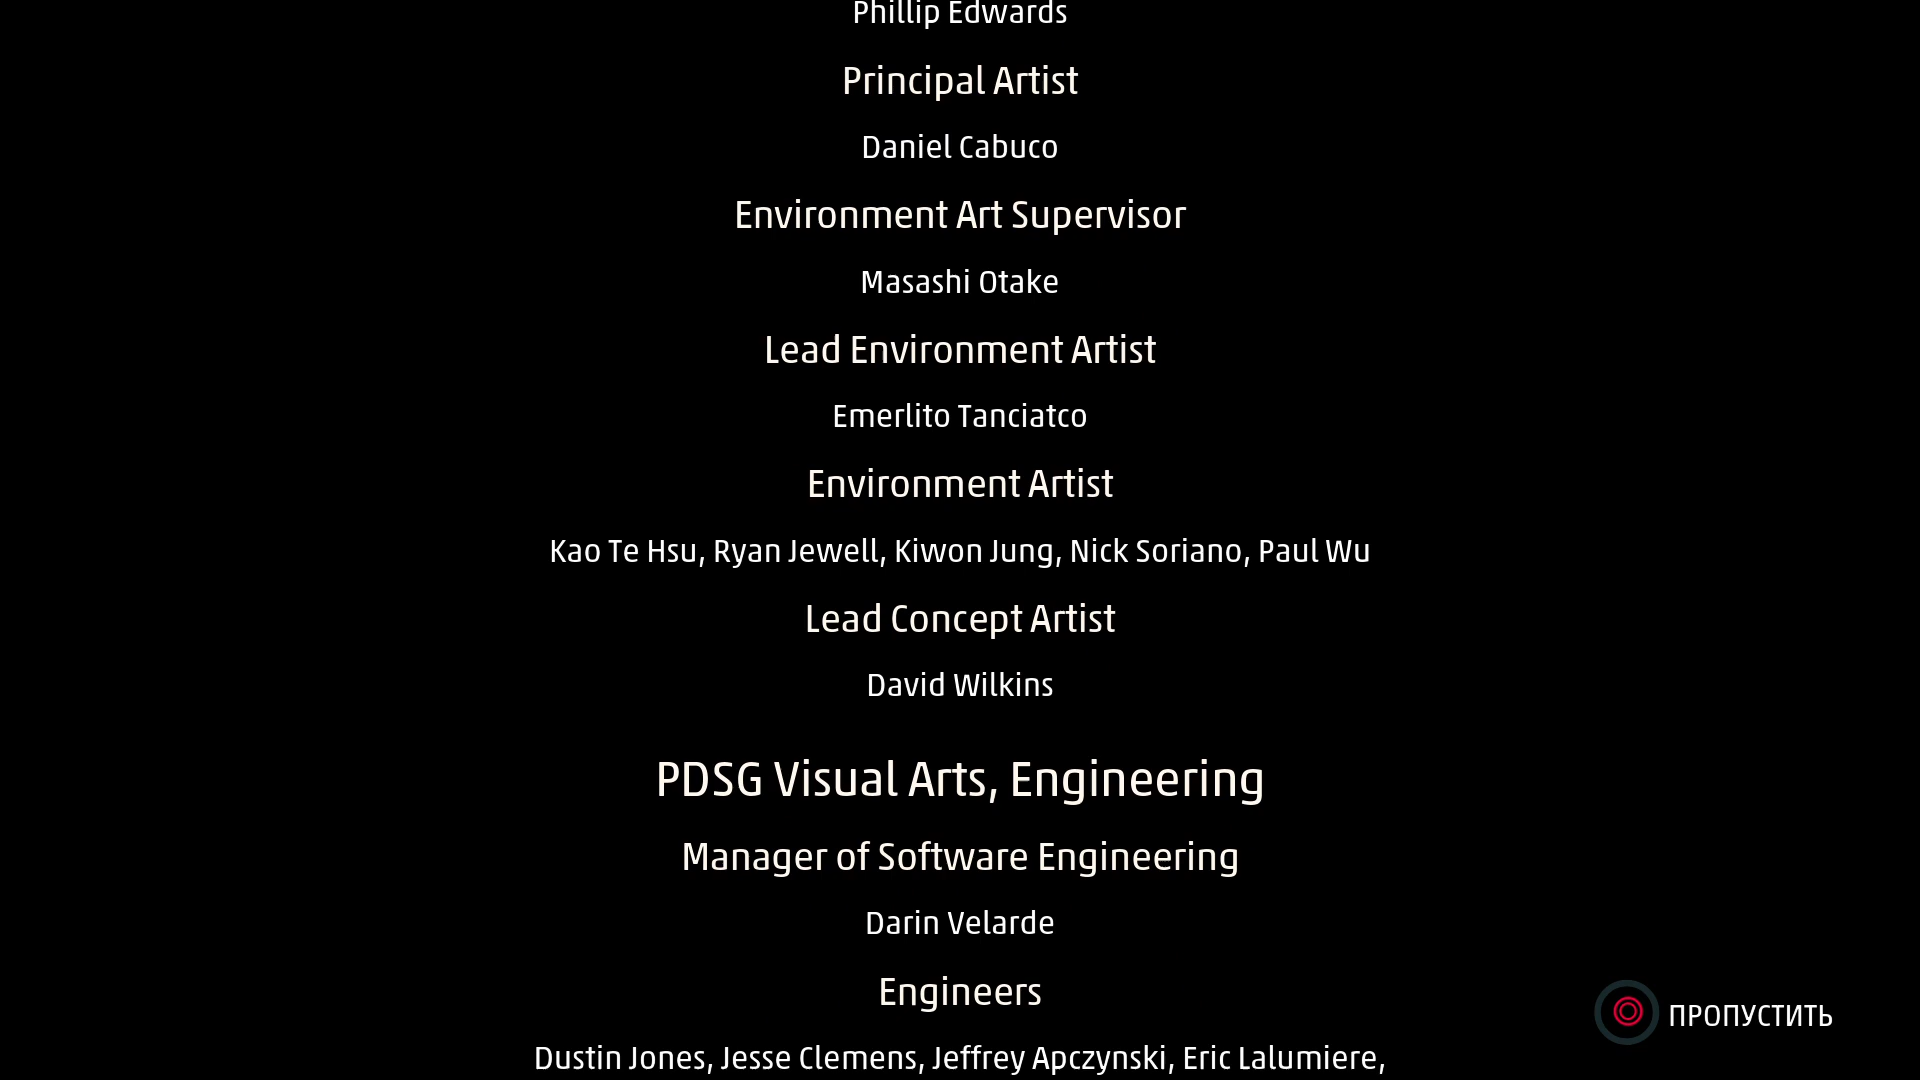 Phillip Edwards
Principal Artist
Daniel Cabuco
Environment Art Supervisor
Masashi Otake
Lead Environment Artist
Emerlito Tanciatco
Environment Artist
Kao Te Hsu, Ryan Jewell, Kiwon Jung, Nick Soriano, Paul Wu
Lead Concept Artist
David Wilkins
PDSG Visual Arts, Engineering
Manager of Software Engineering
Darin Velarde
Engineers
ПРОПУСТИТЬ
Dustin Jones, Jesse Clemens, Jeffrey Apczynski, Eric Lalumiere,